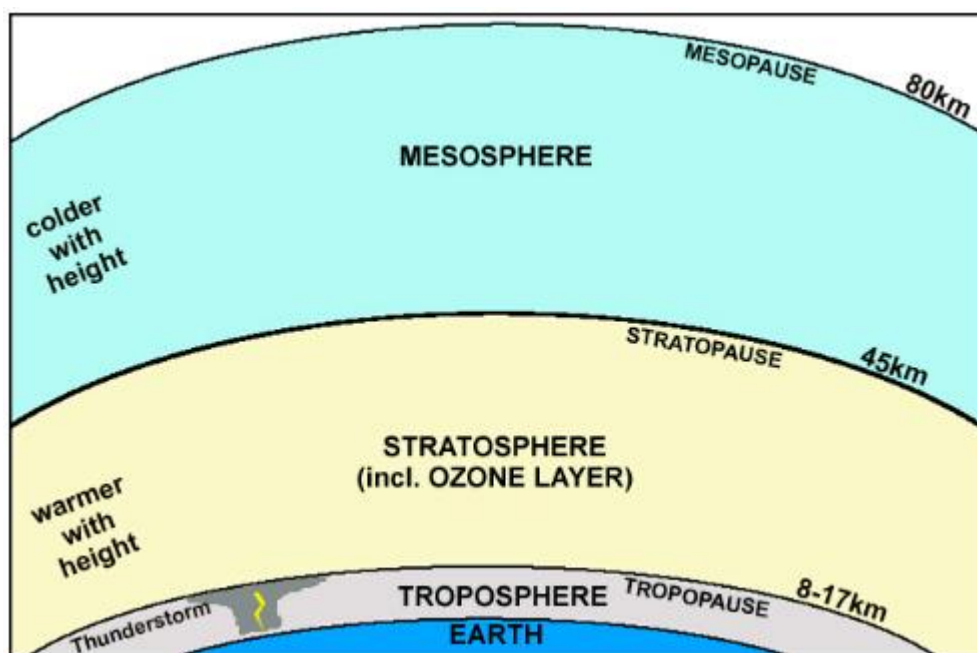 MESOPAUSE
80km
MESOSPHERE
colder
with
height
STRATOPAUSE
45km
STRATOSPHERE
(incl. OZONE LAYER)
warmer
with
height
Thunderstorm
TROPOSPHERE
TROPOPAUSE
8-17km
EARTH